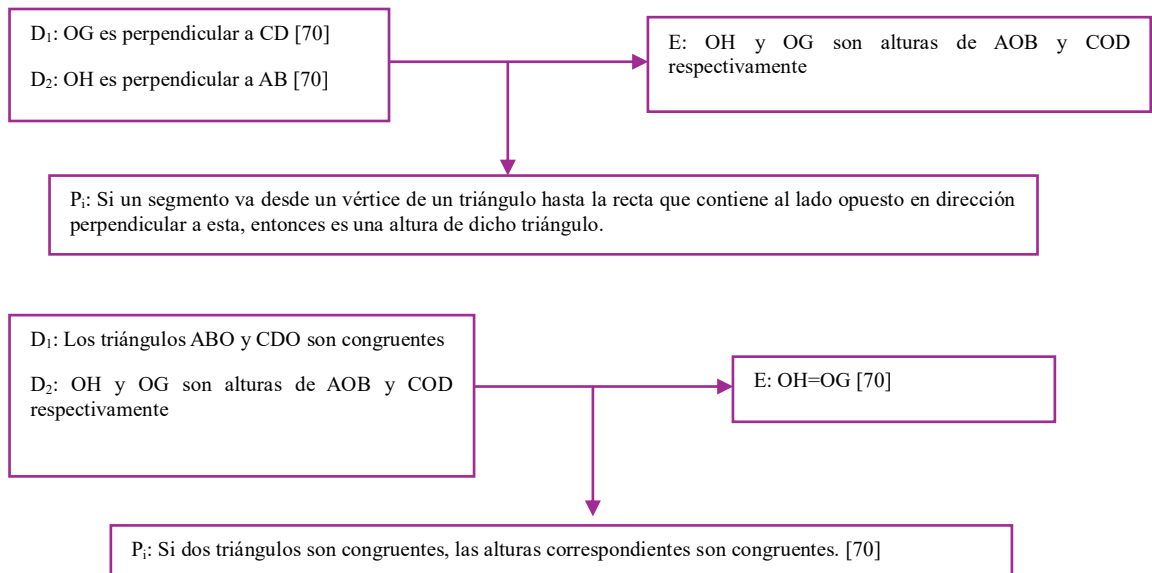 D₁: OG es perpendicular a CD [70]
D₂: OH es perpendicular a AB [70]
E: OH y OG son alturas de AOB y COD
respectivamente
Pᵢ: Si un segmento va desde un vértice de un triángulo hasta la recta que contiene al lado opuesto en dirección
perpendicular a esta, entonces es una altura de dicho triángulo.
D₁: Los triángulos ABO y CDO son congruentes
D₂: OH y OG son alturas de AOB y COD
respectivamente
E: OH=OG [70]
Pᵢ: Si dos triángulos son congruentes, las alturas correspondientes son congruentes. [70]